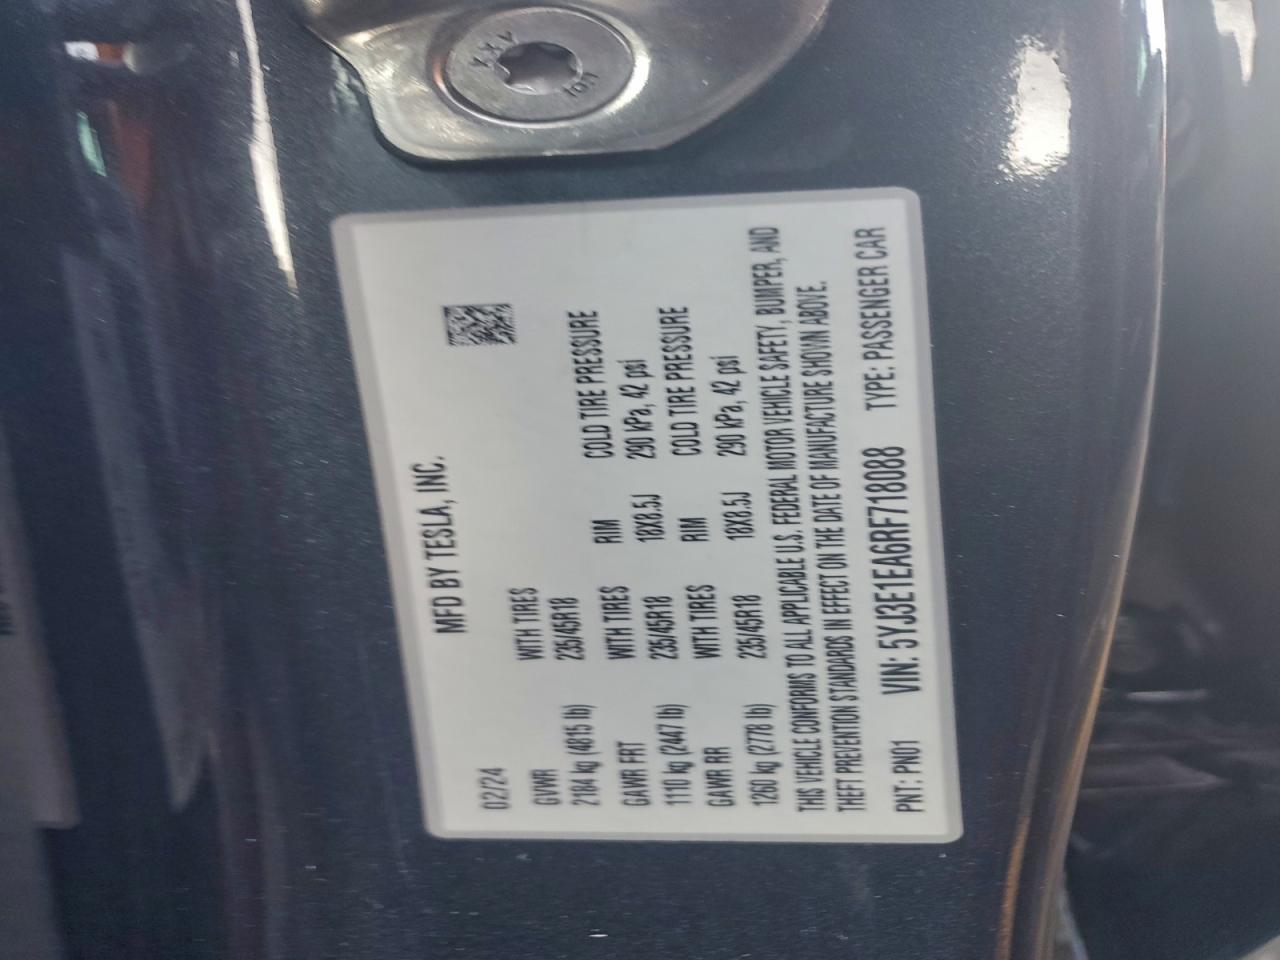 MFD BY TESLA, INC.
02/24
GVWR WITH TIRES RIM COLD TIRE PRESSURE
2184 kg (4815 lb) 235/45R18 18X8.5J 290 kPa, 42 psi
GAWR FRT WITH TIRES RIM COLD TIRE PRESSURE
1110 kg (2447 lb) 235/45R18 18X8.5J 290 kPa, 42 psi
GAWR RR WITH TIRES
1260 kg (2778 lb) 235/45R18
THIS VEHICLE CONFORMS TO ALL APPLICABLE U.S. FEDERAL MOTOR VEHICLE SAFETY, BUMPER, AND
THEFT PREVENTION STANDARDS IN EFFECT ON THE DATE OF MANUFACTURE SHOWN ABOVE.
PNT: PN01 VIN: 5YJ3E1EA6RF718088 TYPE: PASSENGER CAR